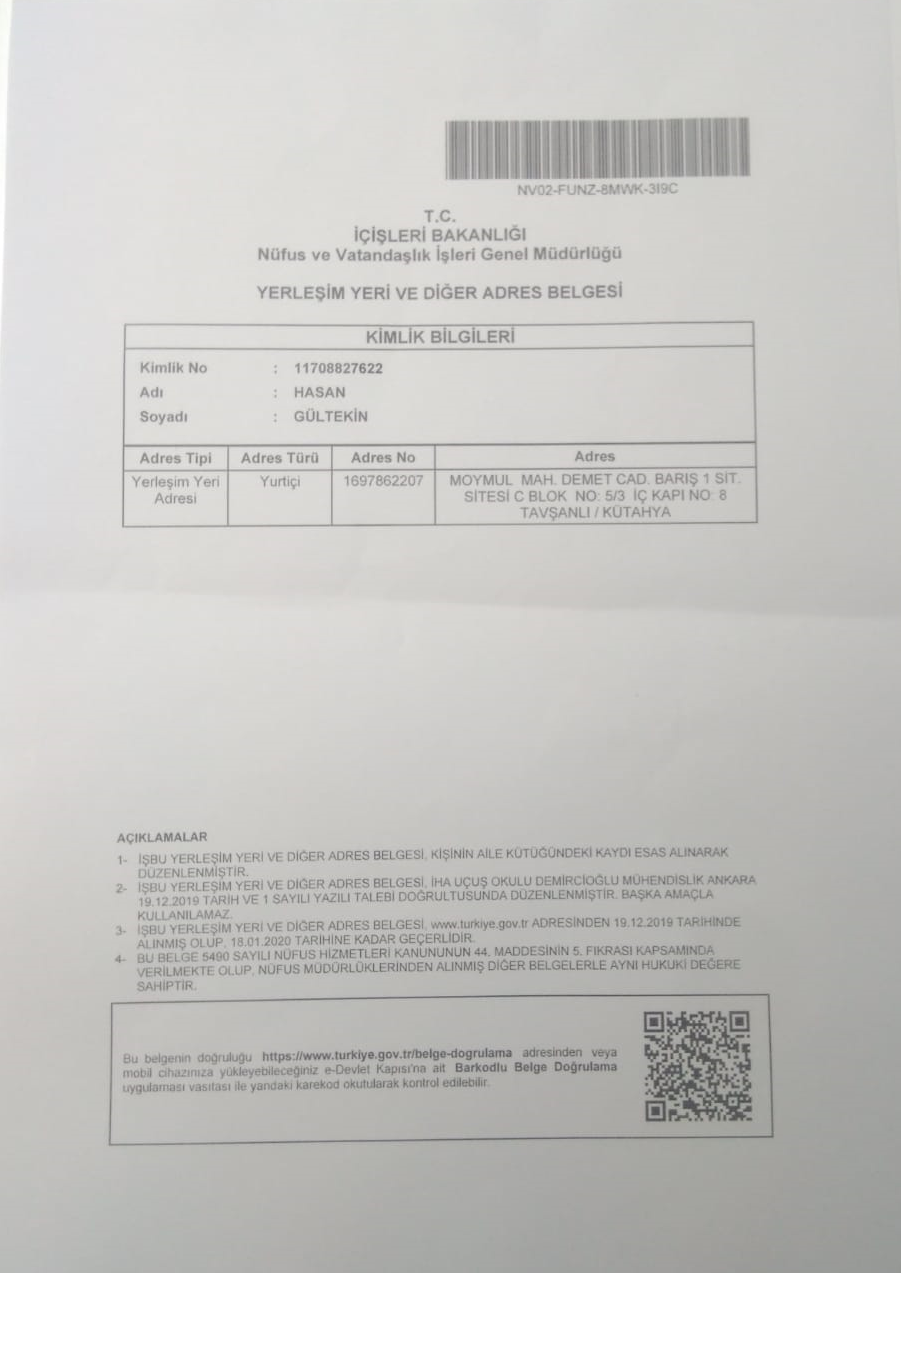 NV02-FUNZ-8MWK-3I9C
T.C.
İÇİŞLERİ BAKANLIĞI
Nüfus ve Vatandaşlık İşleri Genel Müdürlüğü
YERLEŞİM YERİ VE DİĞER ADRES BELGESİ
KİMLİK BİLGİLERİ
Kimlik No : 11708827622
Adı : HASAN
Soyadı : GÜLTEKİN
Adres Tipi Adres Türü Adres No Adres
Yerleşim Yeri Yurtiçi 1697862207 MOYMUL MAH. DEMET CAD. BARIŞ 1 SİT.
Adresi SİTESİ C BLOK NO: 5/3 İÇ KAPI NO: 8
TAVŞANLI / KÜTAHYA
AÇIKLAMALAR
1- İŞBU YERLEŞİM YERİ VE DİĞER ADRES BELGESİ, KİŞİNİN AİLE KÜTÜĞÜNDEKİ KAYDI ESAS ALINARAK
DÜZENLENMİŞTİR.
2- İŞBU YERLEŞİM YERİ VE DİĞER ADRES BELGESİ, İHA UÇUŞ OKULU DEMİRCİOĞLU MÜHENDİSLİK ANKARA
19.12.2019 TARİH VE 1 SAYILI YAZILI TALEBİ DOĞRULTUSUNDA DÜZENLENMİŞTİR. BAŞKA AMAÇLA
KULLANILAMAZ.
3- İŞBU YERLEŞİM YERİ VE DİĞER ADRES BELGESİ, www.turkiye.gov.tr ADRESİNDEN 19.12.2019 TARİHİNDE
ALINMIŞ OLUP, 18.01.2020 TARİHİNE KADAR GEÇERLİDİR.
4- BU BELGE 5490 SAYILI NÜFUS HİZMETLERİ KANUNUNUN 44. MADDESİNİN 5. FIKRASI KAPSAMINDA
VERİLMEKTE OLUP, NÜFUS MÜDÜRLÜKLERİNDEN ALINMIŞ DİĞER BELGELERLE AYNI HUKUKİ DEĞERE
SAHİPTİR.
Bu belgenin doğruluğu https://www.turkiye.gov.tr/belge-dogrulama adresinden veya
mobil cihazınıza yükleyebileceğiniz e-Devlet Kapısı'na ait Barkodlu Belge Doğrulama
uygulaması vasıtası ile yandaki karekod okutularak kontrol edilebilir.